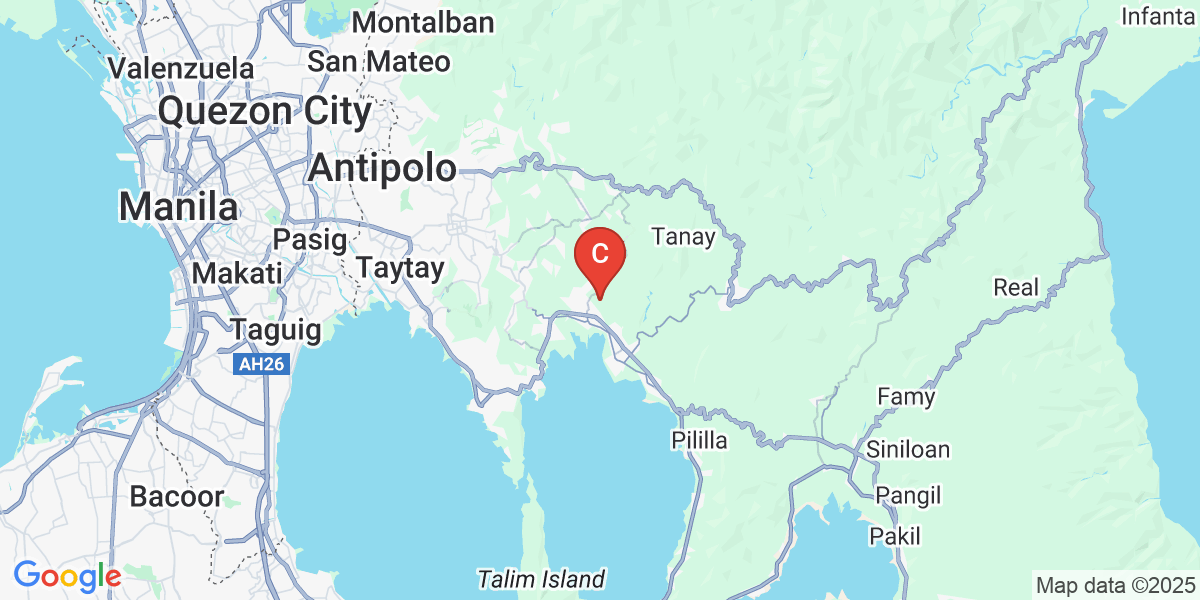 Infanta
Montalban
San Mateo
Valenzuela
Quezon City
Antipolo
Manila
Tanay
Pasig
C
Taytay
Makati
Real
Taguig
AH26
Famy
Pililla
Siniloan
Bacoor
Pangil
Pakil
Talim Island
Google
Map data ©2025